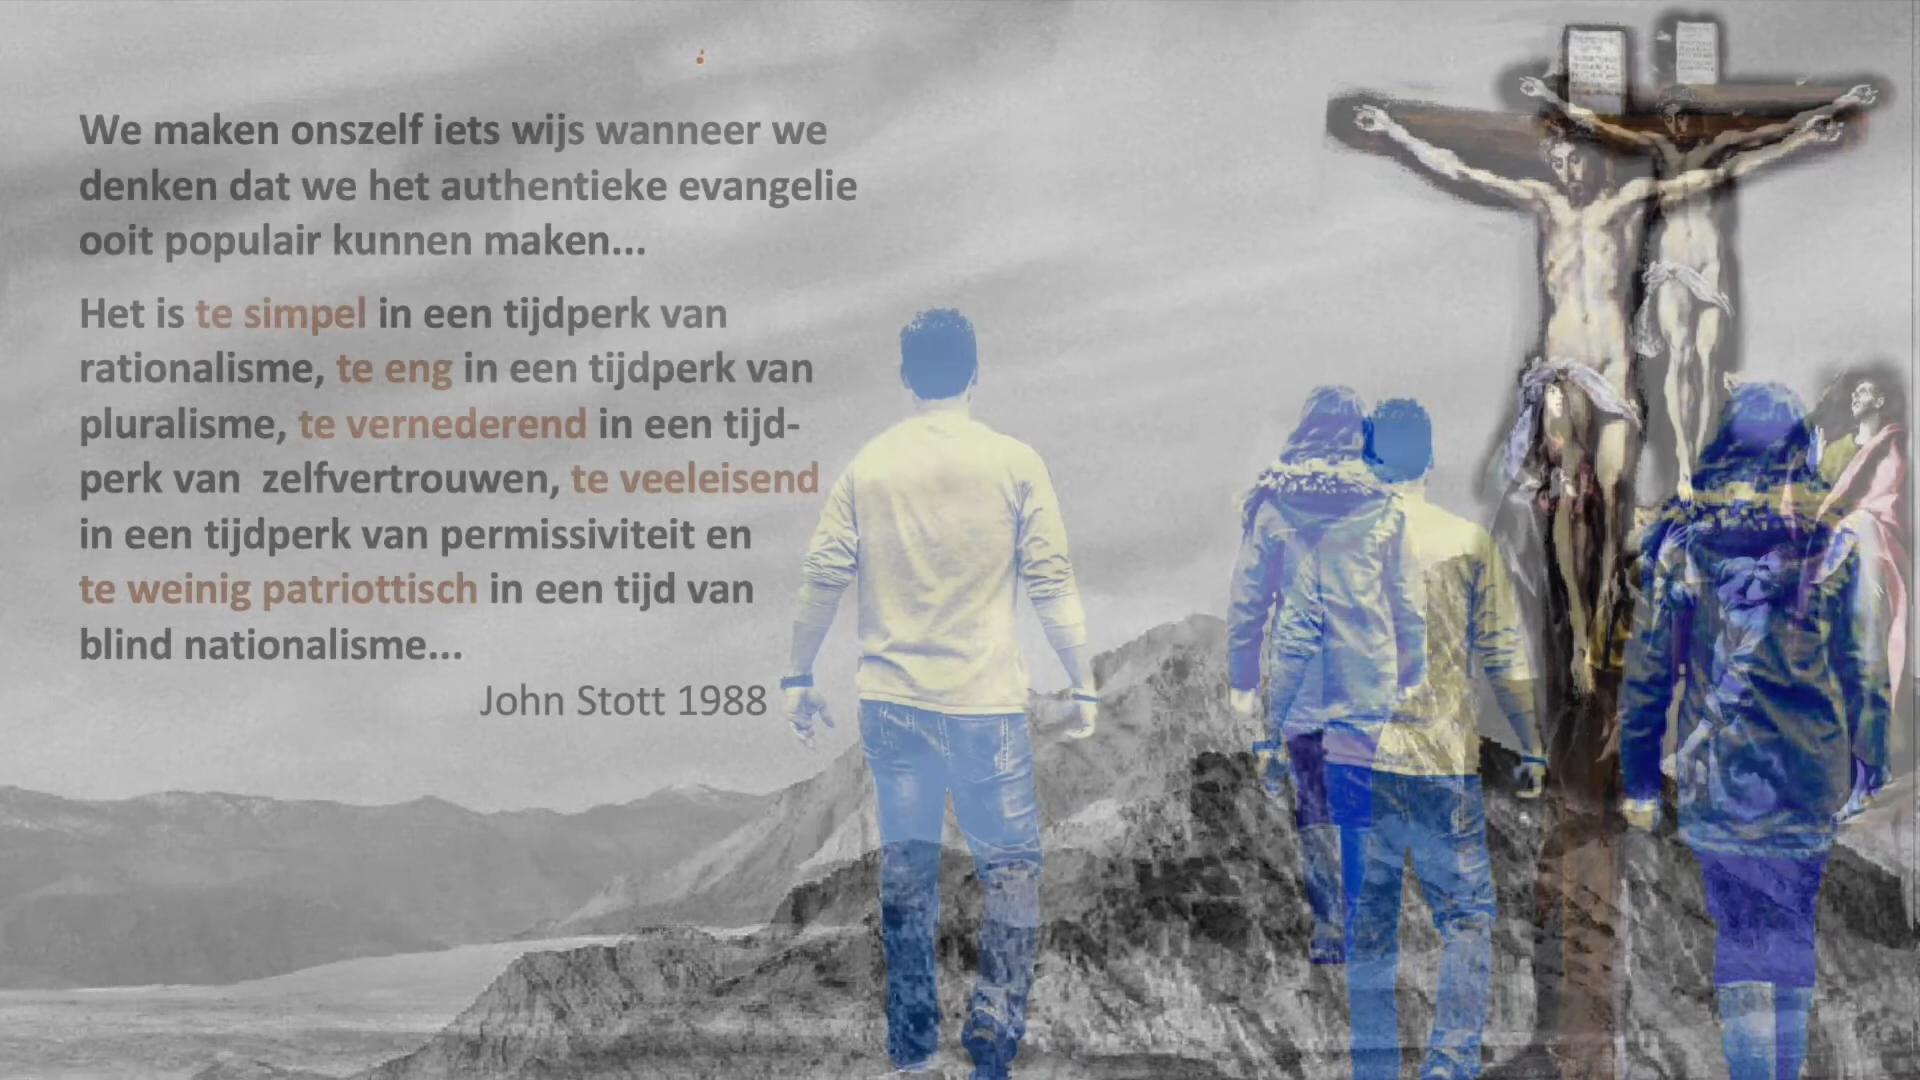 We maken onszelf iets wijs wanneer we
denken dat we het authentieke evangelie
ooit populair kunnen maken...
Het is te simpel in een tijdperk van
rationalisme, te eng in een tijdperk van
pluralisme, te vernederend in een tijd-
perk van  zelfvertrouwen, te veeleisend
in een tijdperk van permissiviteit en
te weinig patriottisch in een tijd van
blind nationalisme...
John Stott 1988